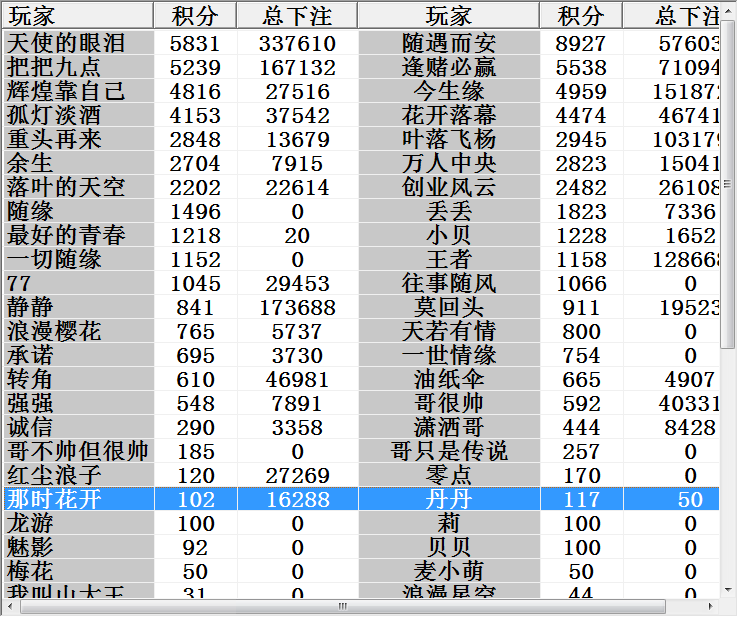 玩家 积分 总下注 玩家 积分 总下注
天使的眼泪 5831 337610 随遇而安 8927 57603
把把九点 5239 167132 逢赌必赢 5538 71094
辉煌靠自己 4816 27516 今生缘 4959 15187
孤灯淡酒 4153 37542 花开落幕 4474 46741
重头再来 2848 13679 叶落飞杨 2945 103179
余生 2704 7915 万人中央 2823 15041
落叶的天空 2202 22614 创业风云 2482 26108
随缘 1496 0 丢丢 1823 7336
最好的青春 1218 20 小贝 1228 1652
一切随缘 1152 0 王者 1158 12866
77 1045 29453 往事随风 1066 0
静静 841 173688 莫回头 911 19523
浪漫樱花 765 5737 天若有情 800 0
承诺 695 3730 一世情缘 754 0
转角 610 46981 油纸伞 665 4907
强强 548 7891 哥很帅 592 40331
诚信 290 3358 潇洒哥 444 8428
哥不帅但很帅 185 0 哥只是传说 257 0
红尘浪子 120 27269 零点 170 0
那时花开 102 16288 丹丹 117 50
龙游 100 0 莉 100 0
魅影 92 0 贝贝 100 0
梅花 50 0 麦小萌 50 0
我叫山大王 31 0 浪漫星空 44 0